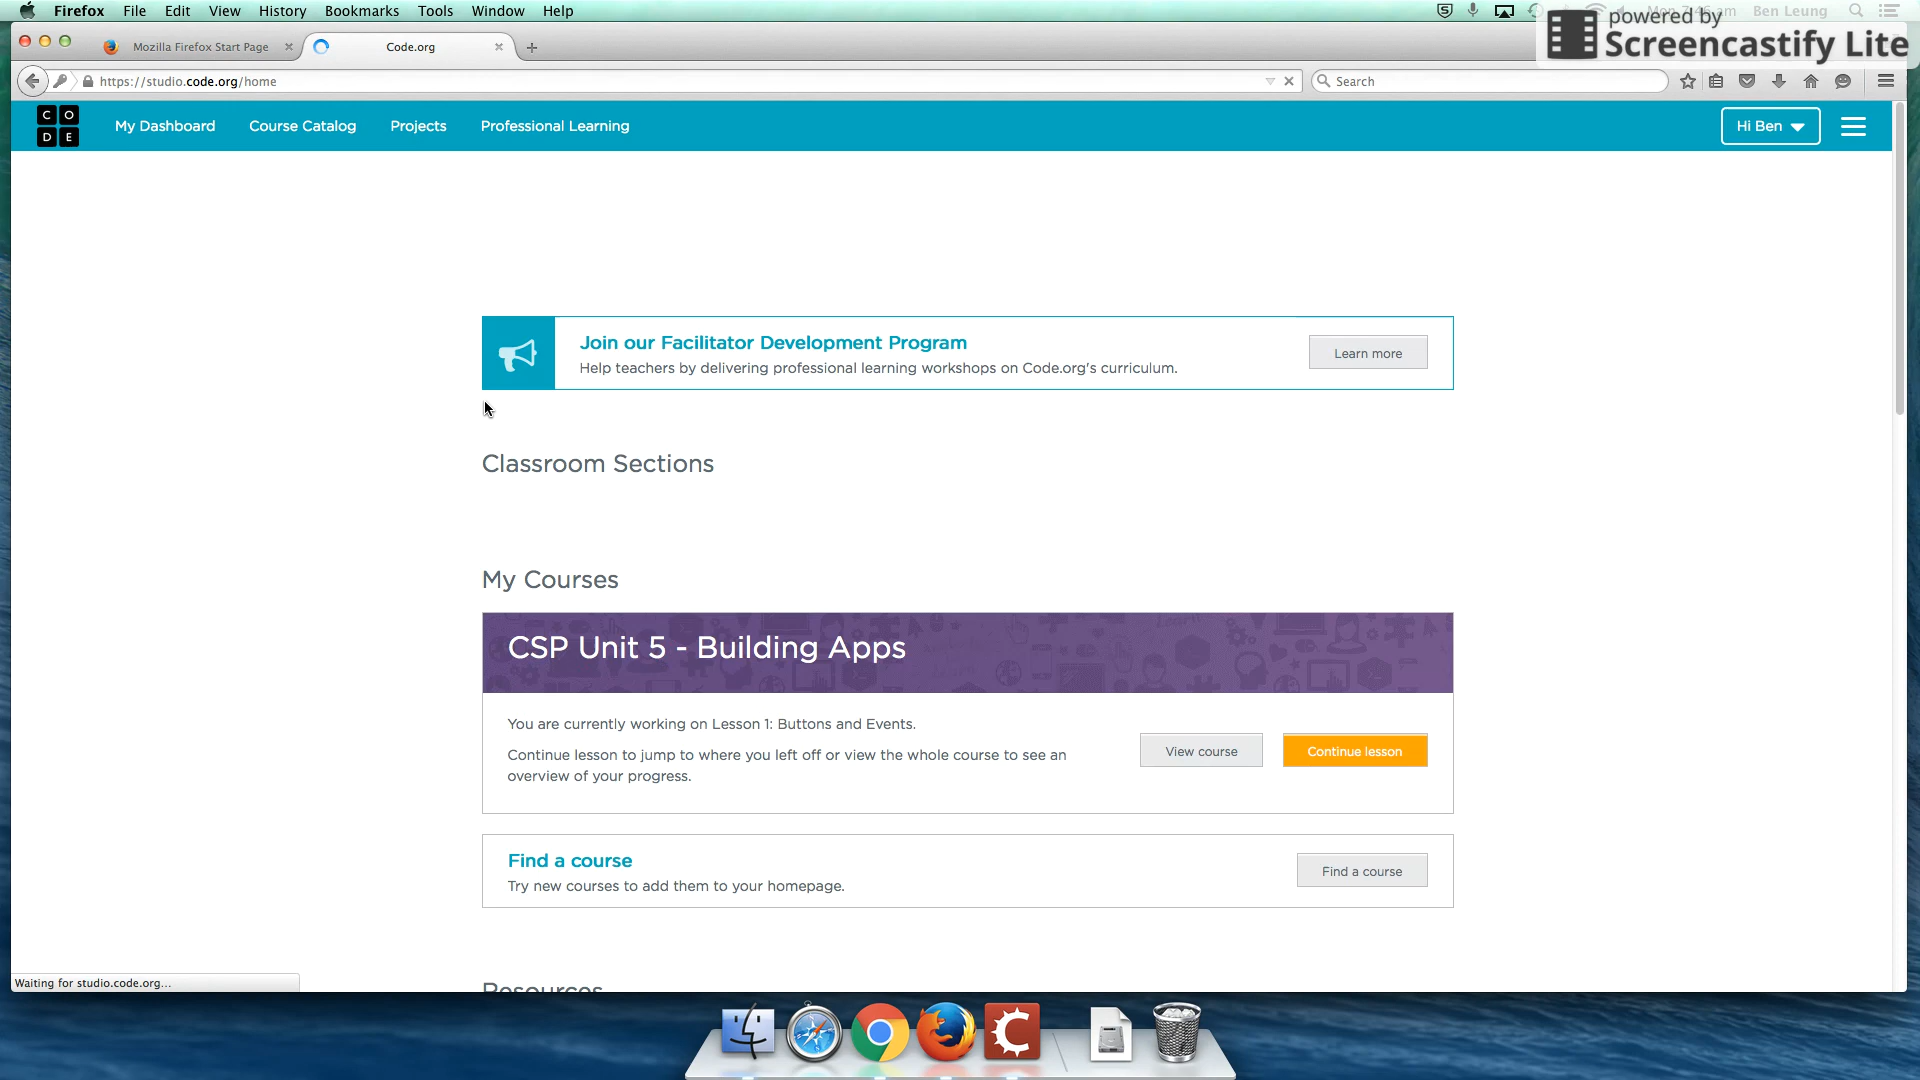 Firefox File Edit View History Bookmarks Tools Window Help
Ben Leung
powered by
Screencastify Lite
Mozilla Firefox Start Page
Code.org
https://studio.code.org/home
Search
C O
D E
My Dashboard Course Catalog Projects Professional Learning
Hi Ben
Join our Facilitator Development Program
Help teachers by delivering professional learning workshops on Code.org's curriculum.
Learn more
Classroom Sections
My Courses
CSP Unit 5 - Building Apps
You are currently working on Lesson 1: Buttons and Events.
Continue lesson to jump to where you left off or view the whole course to see an
overview of your progress.
View course
Continue lesson
Find a course
Try new courses to add them to your homepage.
Find a course
Resources
Waiting for studio.code.org...